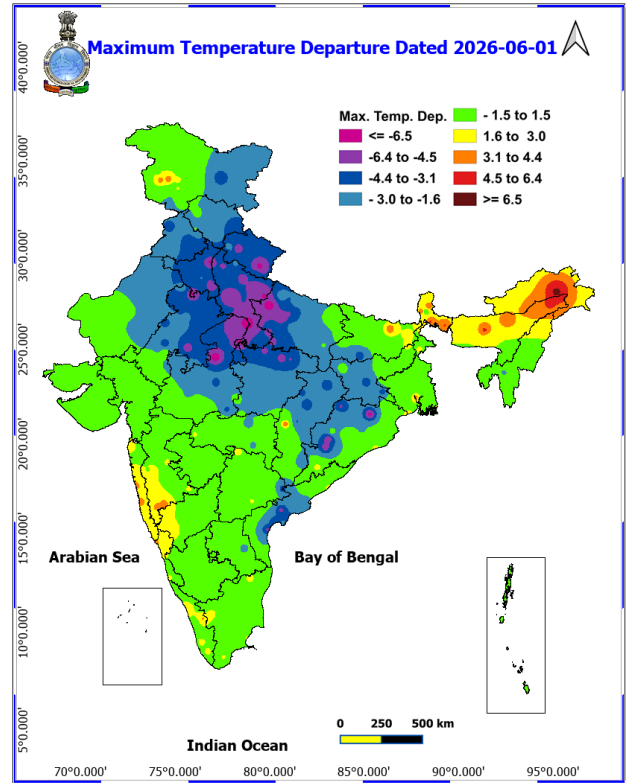 Maximum Temperature Departure Dated 2026-06-01
Max. Temp. Dep.
<= -6.5
-6.4 to -4.5
-4.4 to -3.1
- 3.0 to -1.6
- 1.5 to 1.5
1.6 to 3.0
3.1 to 4.4
4.5 to 6.4
>= 6.5
40°0.000'
35°0.000'
30°0.000'
25°0.000'
20°0.000'
15°0.000'
10°0.000'
5°0.000'
Arabian Sea
Bay of Bengal
Indian Ocean
0 250 500 km
70°0.000' 75°0.000' 80°0.000' 85°0.000' 90°0.000' 95°0.000'